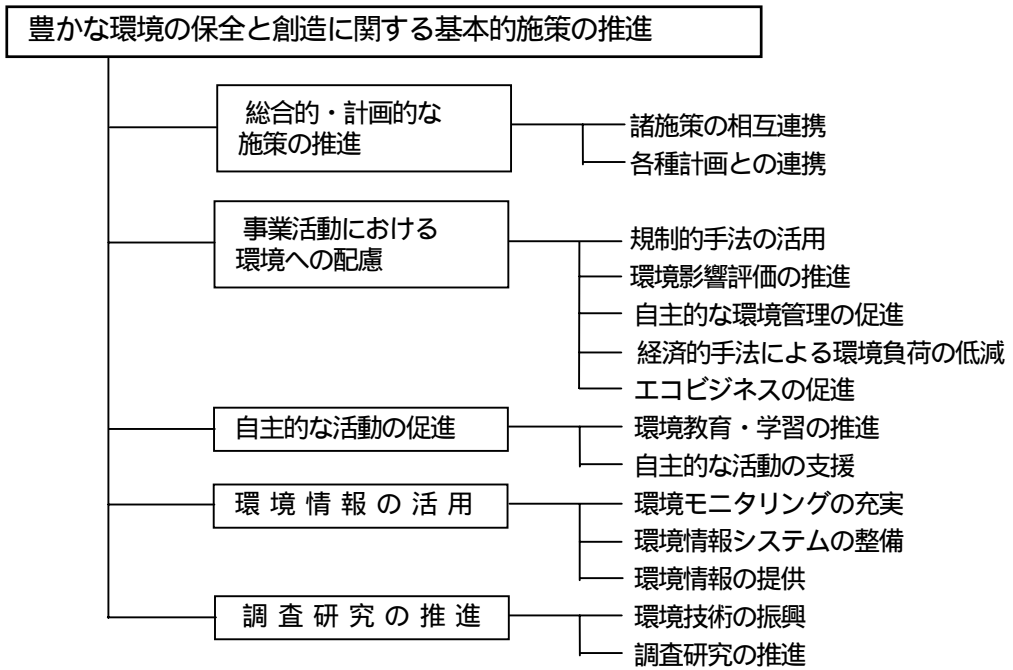 豊かな環境の保全と創造に関する基本的施策の推進
総合的・計画的な
施策の推進
諸施策の相互連携
各種計画との連携
事業活動における
環境への配慮
規制的手法の活用
環境影響評価の推進
自主的な環境管理の促進
経済的手法による環境負荷の低減
エコビジネスの促進
自主的な活動の促進
環境教育・学習の推進
自主的な活動の支援
環境情報の活用
環境モニタリングの充実
環境情報システムの整備
環境情報の提供
調査研究の推進
環境技術の振興
調査研究の推進